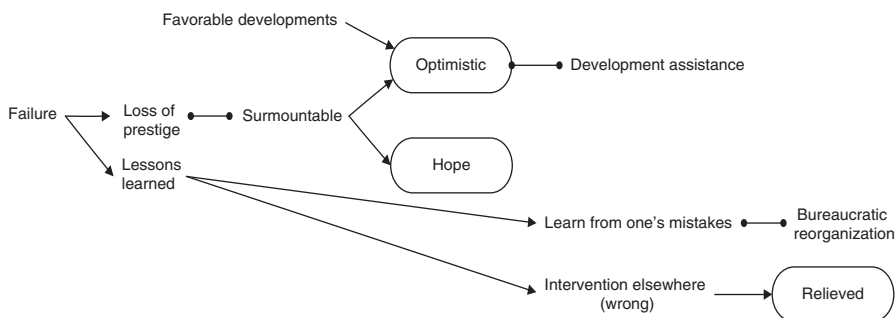 Favorable developments
Optimistic
Development assistance
Failure
Loss of
prestige
Surmountable
Lessons
learned
Hope
Learn from one's mistakes
Bureaucratic
reorganization
Intervention elsewhere
(wrong)
Relieved